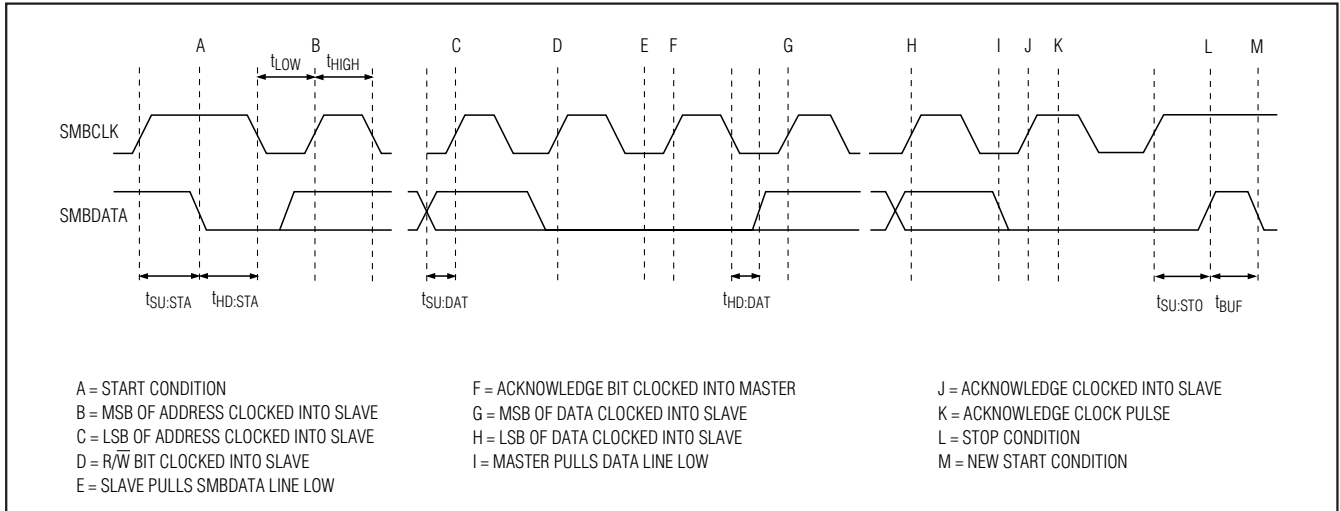 A B C D E F G H I J K L M
tLOW tHIGH
SMBCLK
SMBDATA
tSU:STA tHD:STA tSU:DAT tHD:DAT tSU:STO tBUF
A = START CONDITION
B = MSB OF ADDRESS CLOCKED INTO SLAVE
C = LSB OF ADDRESS CLOCKED INTO SLAVE
D = R/W̅ BIT CLOCKED INTO SLAVE
E = SLAVE PULLS SMBDATA LINE LOW
F = ACKNOWLEDGE BIT CLOCKED INTO MASTER
G = MSB OF DATA CLOCKED INTO SLAVE
H = LSB OF DATA CLOCKED INTO SLAVE
I = MASTER PULLS DATA LINE LOW
J = ACKNOWLEDGE CLOCKED INTO SLAVE
K = ACKNOWLEDGE CLOCK PULSE
L = STOP CONDITION
M = NEW START CONDITION